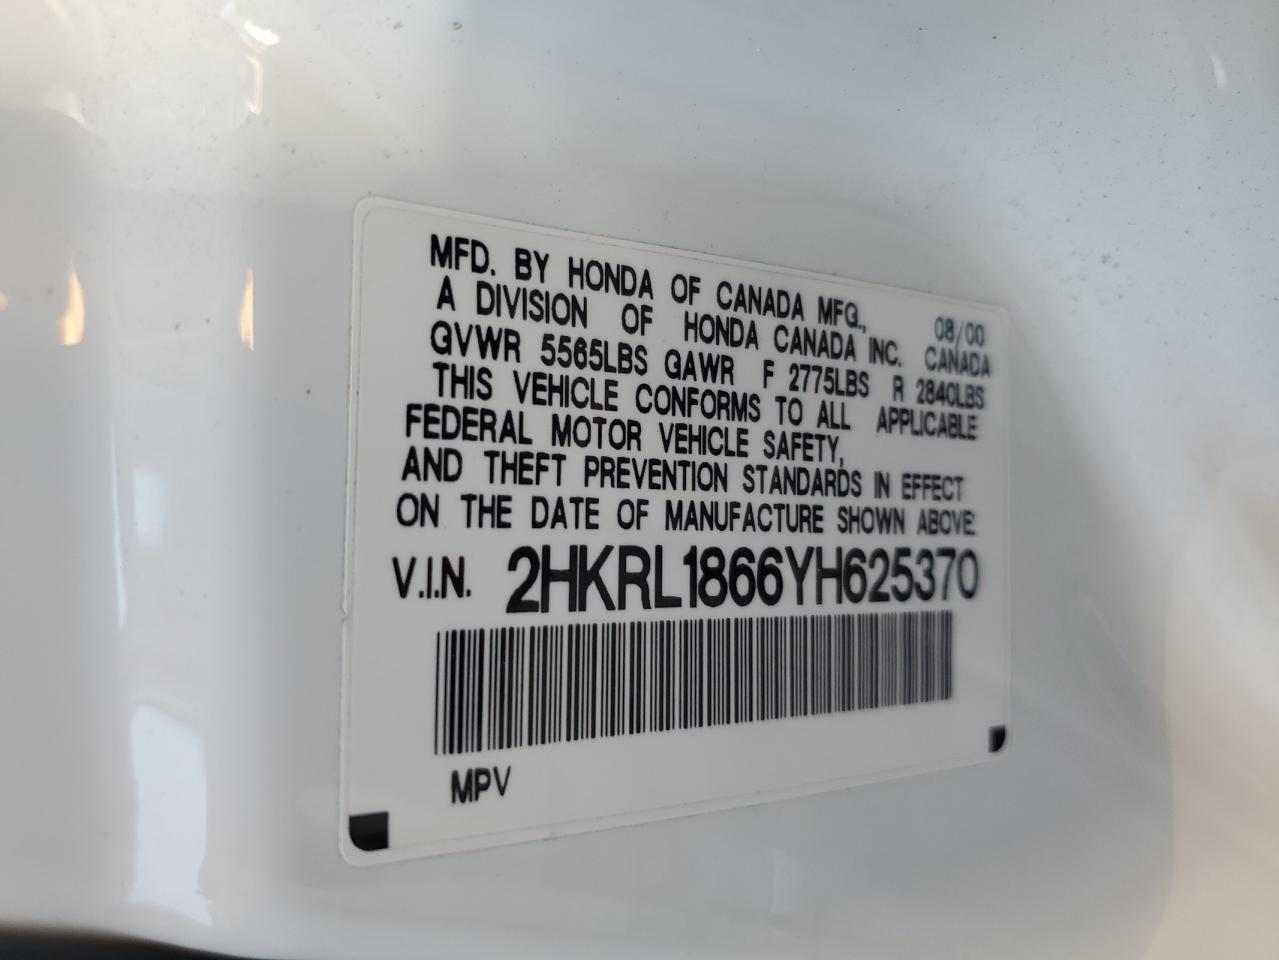 MFD. BY HONDA OF CANADA MFG., 08/00
A DIVISION OF HONDA CANADA INC. CANADA
GVWR 5565LBS GAWR F 2775LBS R 2840LBS
THIS VEHICLE CONFORMS TO ALL APPLICABLE
FEDERAL MOTOR VEHICLE SAFETY,
AND THEFT PREVENTION STANDARDS IN EFFECT
ON THE DATE OF MANUFACTURE SHOWN ABOVE.
V.I.N. 2HKRL1866YH625370
MPV